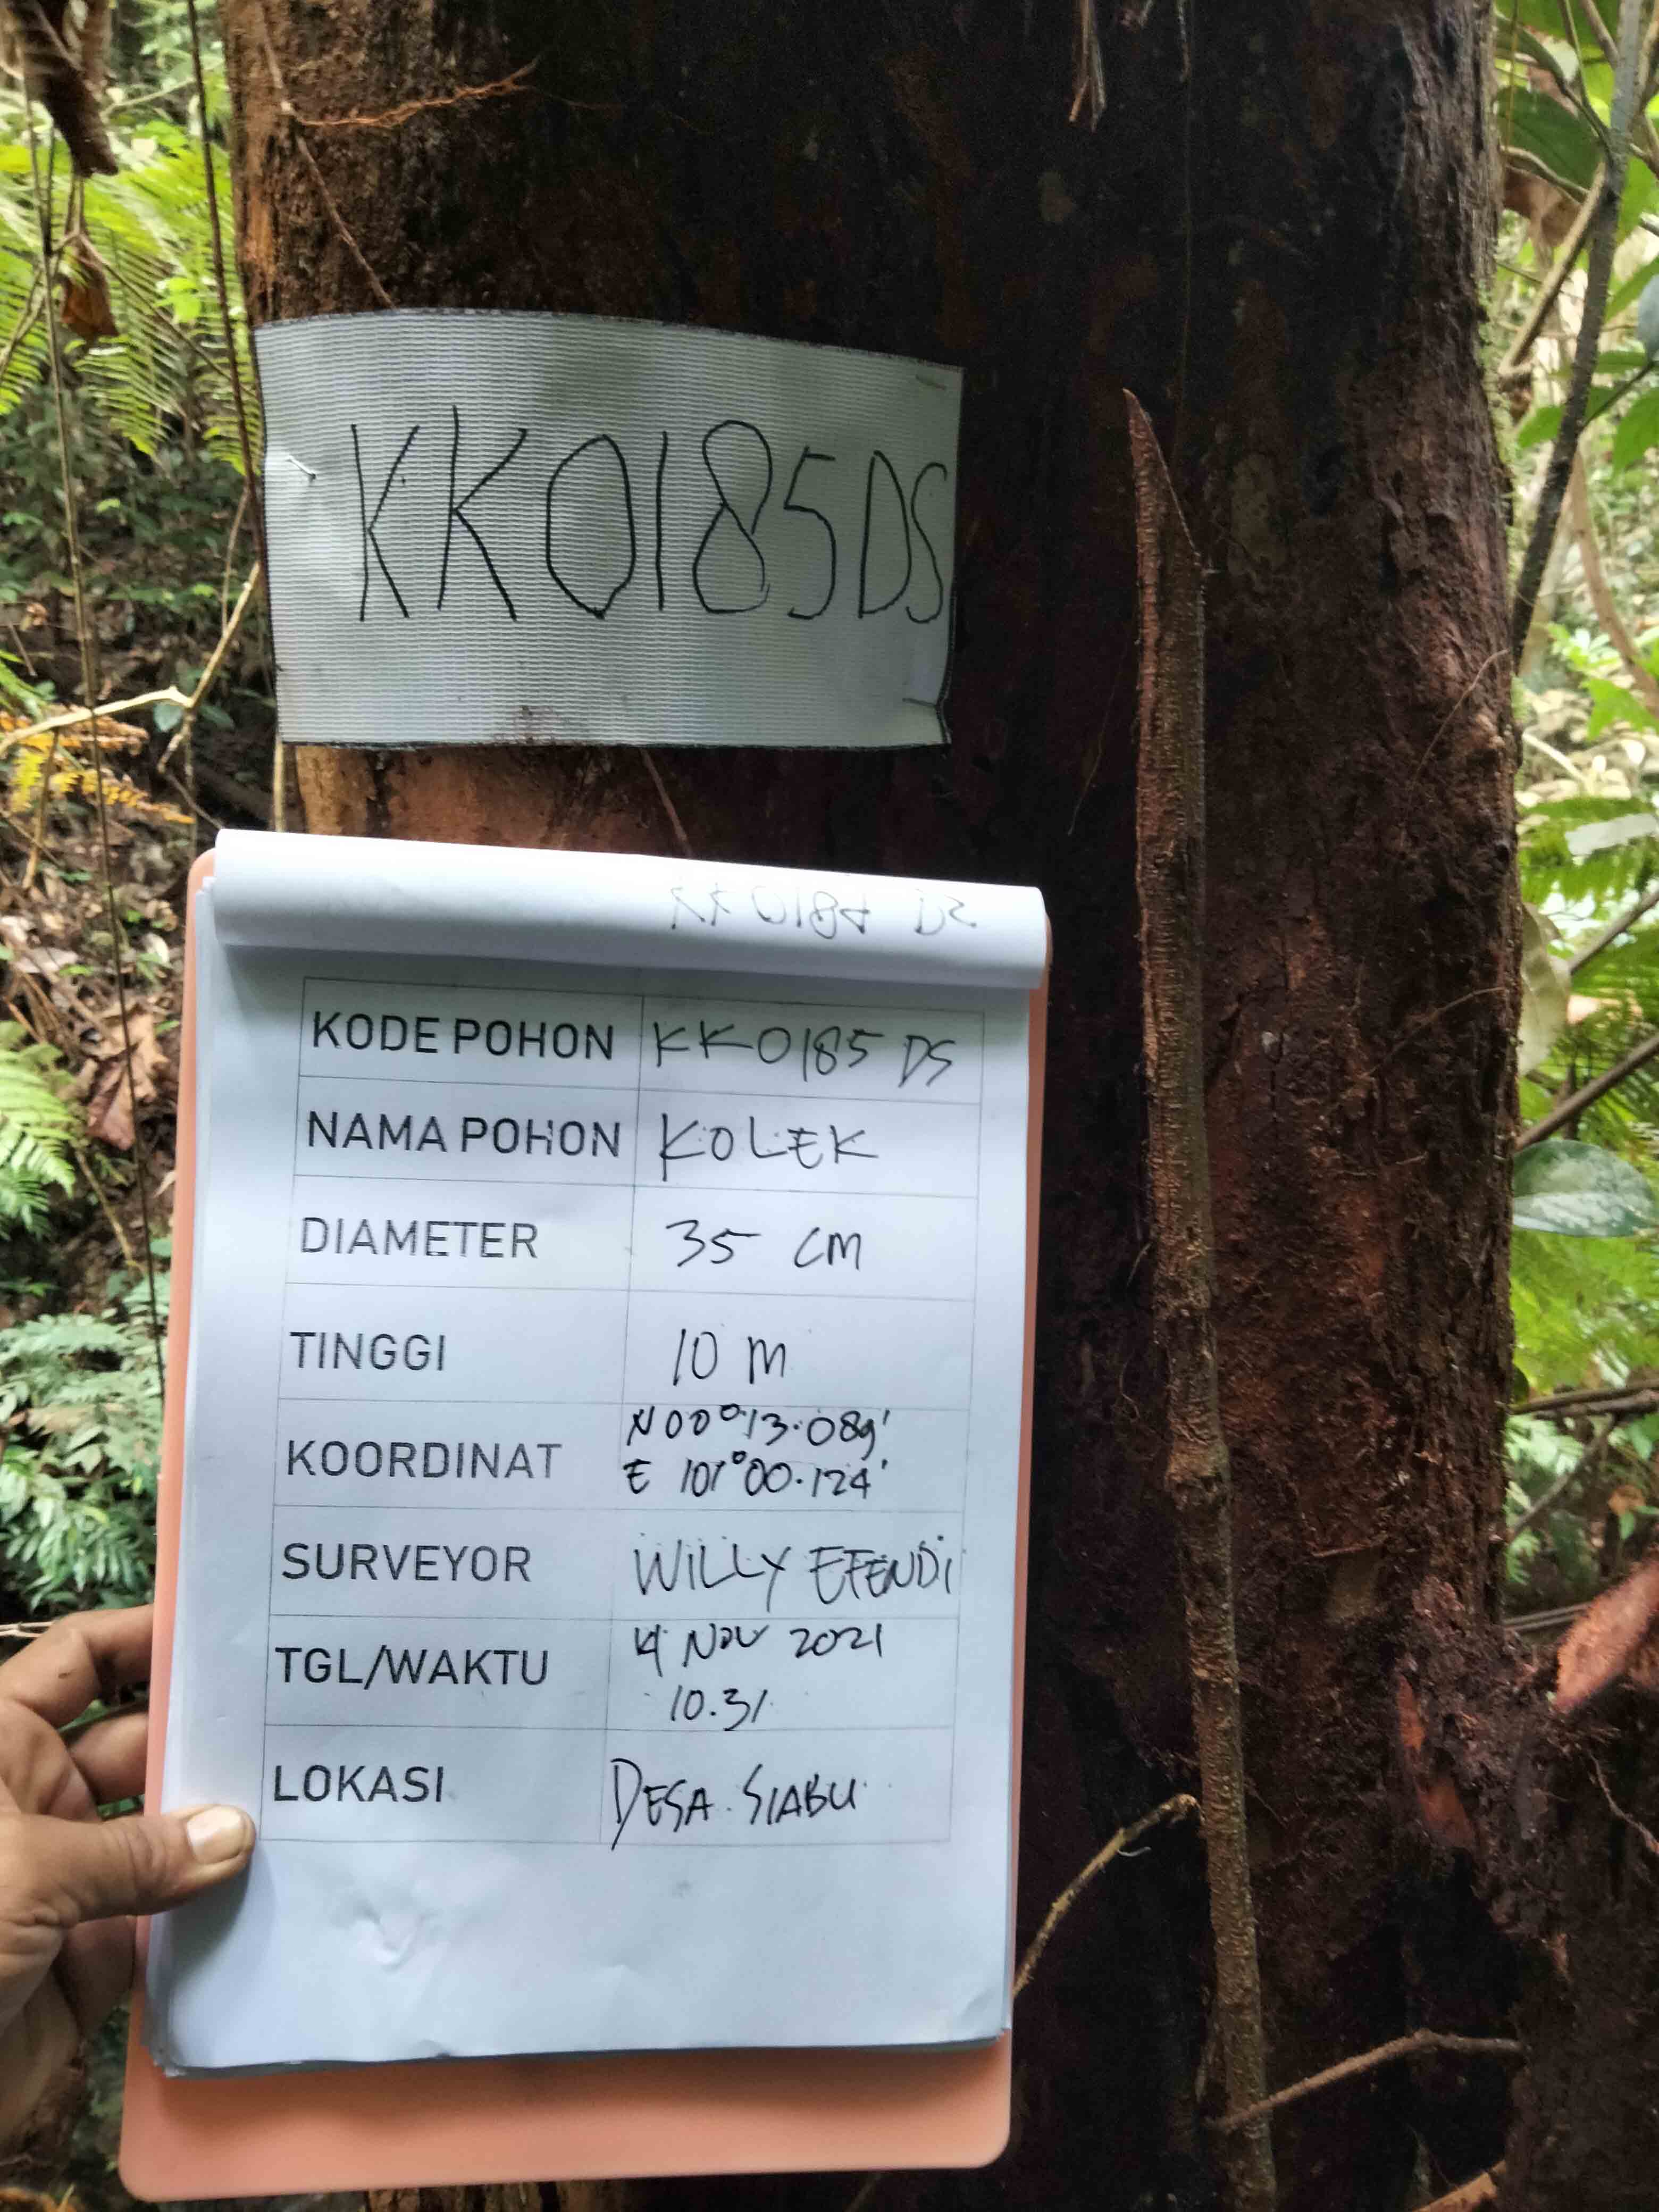 KK0185DS
KK0184 DS
KODE POHON KK0185 DS
NAMA POHON KOLEK
DIAMETER 35 CM
TINGGI 10 M
KOORDINAT N 00°13.089'
E 101°00.124'
SURVEYOR WILLY EFENDI
TGL/WAKTU 4 NOV 2021
10.31
LOKASI DESA SIABU